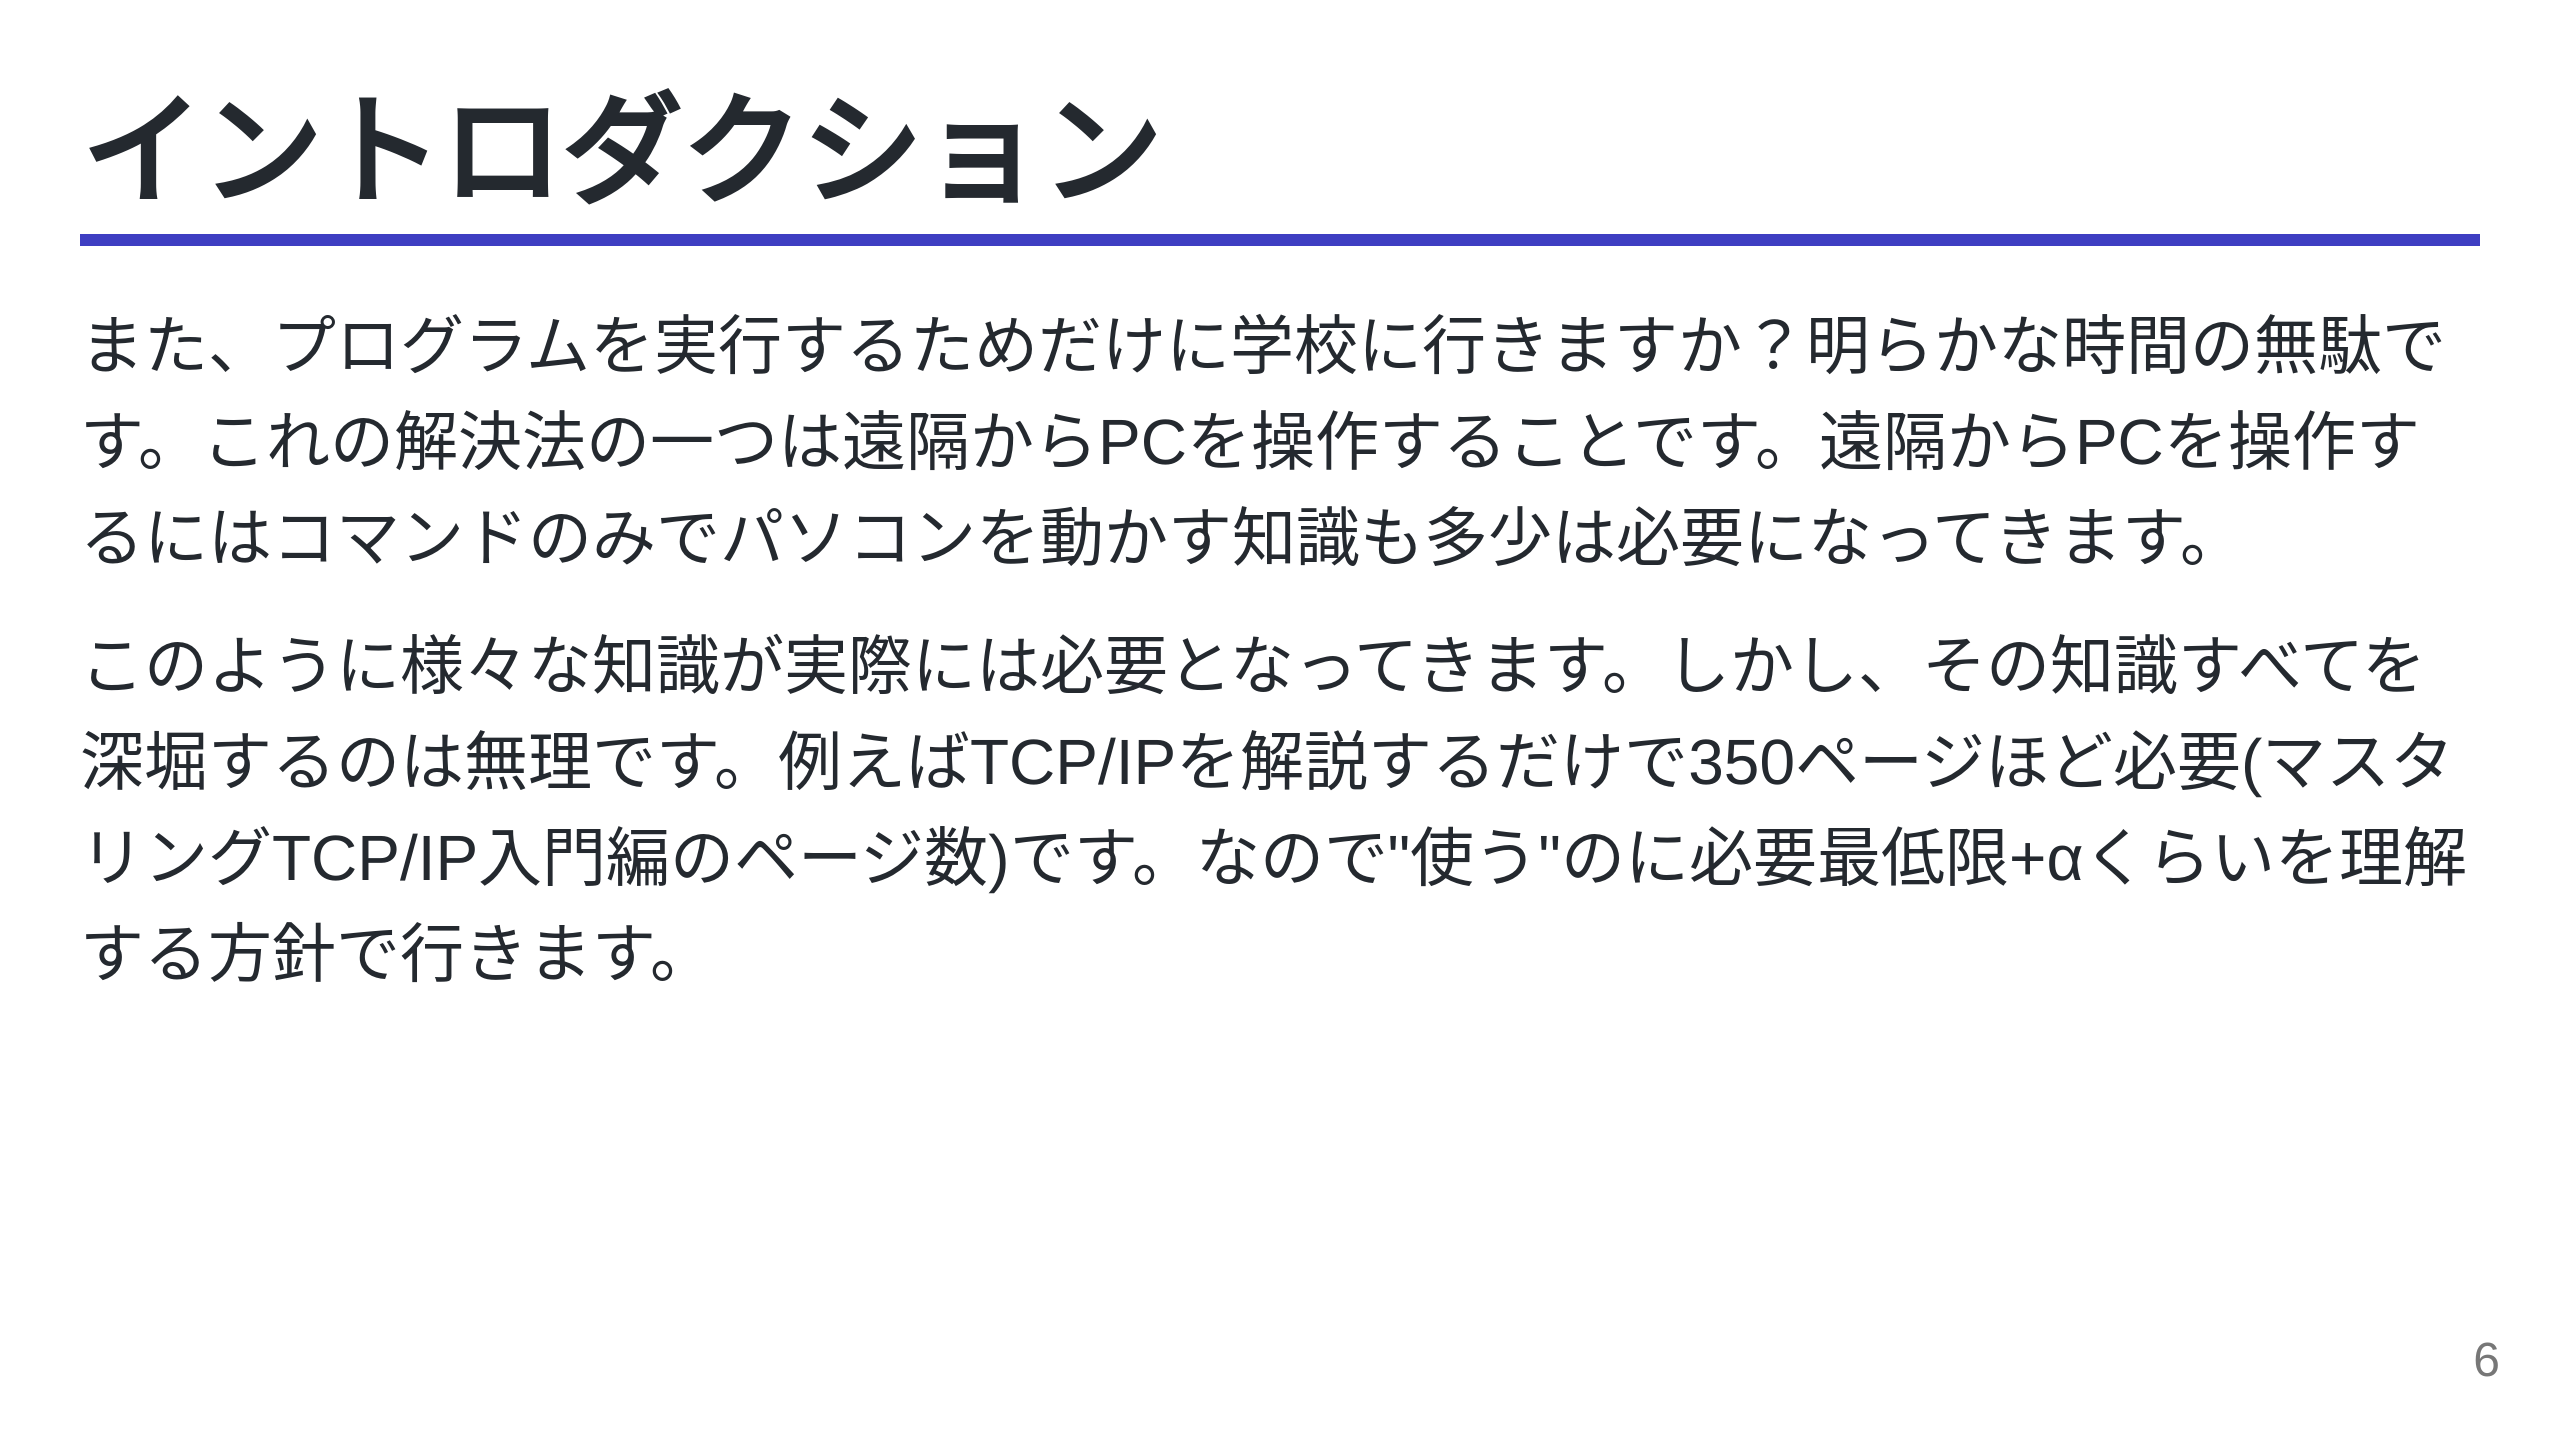 イントロダクション
また、プログラムを実行するためだけに学校に行きますか？明らかな時間の無駄で
す。これの解決法の一つは遠隔からPCを操作することです。遠隔からPCを操作す
るにはコマンドのみでパソコンを動かす知識も多少は必要になってきます。
このように様々な知識が実際には必要となってきます。しかし、その知識すべてを
深堀するのは無理です。例えばTCP/IPを解説するだけで350ページほど必要(マスタ
リングTCP/IP入門編のページ数)です。なので"使う"のに必要最低限+αくらいを理解
する方針で行きます。
6